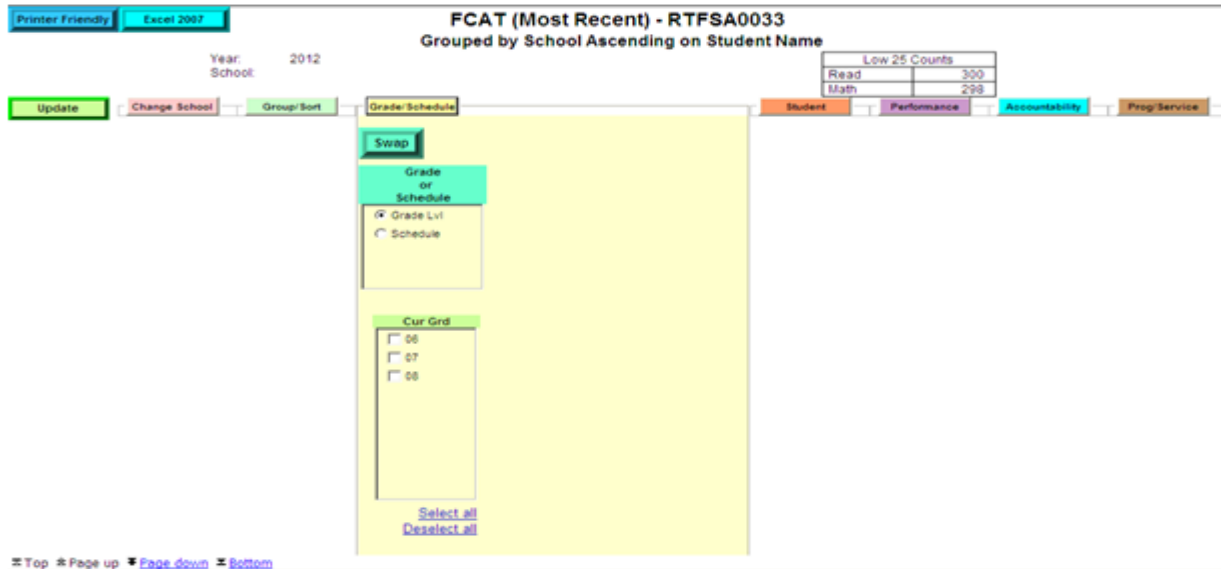 Printer Friendly Excel 2007
FCAT (Most Recent) - RTFSA0033
Grouped by School Ascending on Student Name
Year: 2012
School:
Low 25 Counts
Read 300
Math 298
Update Change School Group/Sort Grade/Schedule Student Performance Accountability Prog/Service
Swap
Grade
or
Schedule
Grade Lvl
Schedule
Cur Grd
06
07
08
Select all
Deselect all
Top Page up Page down Bottom